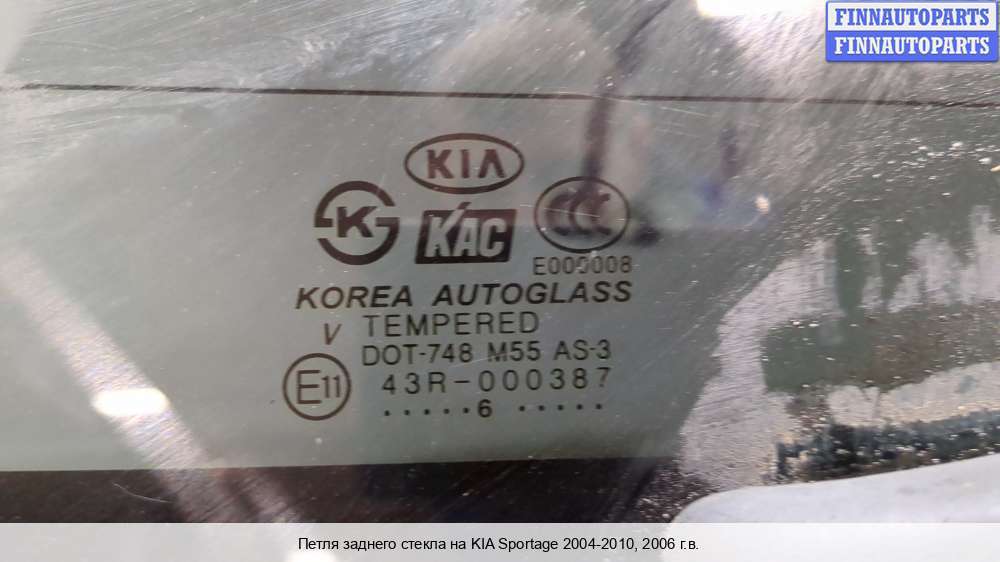 FINNAUTOPARTS
FINNAUTOPARTS
KIA
K
KAC
CCC
E000008
KOREA AUTOGLASS
V TEMPERED
DOT-748 M55 AS-3
E11 43R-000387
.....6 .....
Петля заднего стекла на KIA Sportage 2004-2010, 2006 г.в.